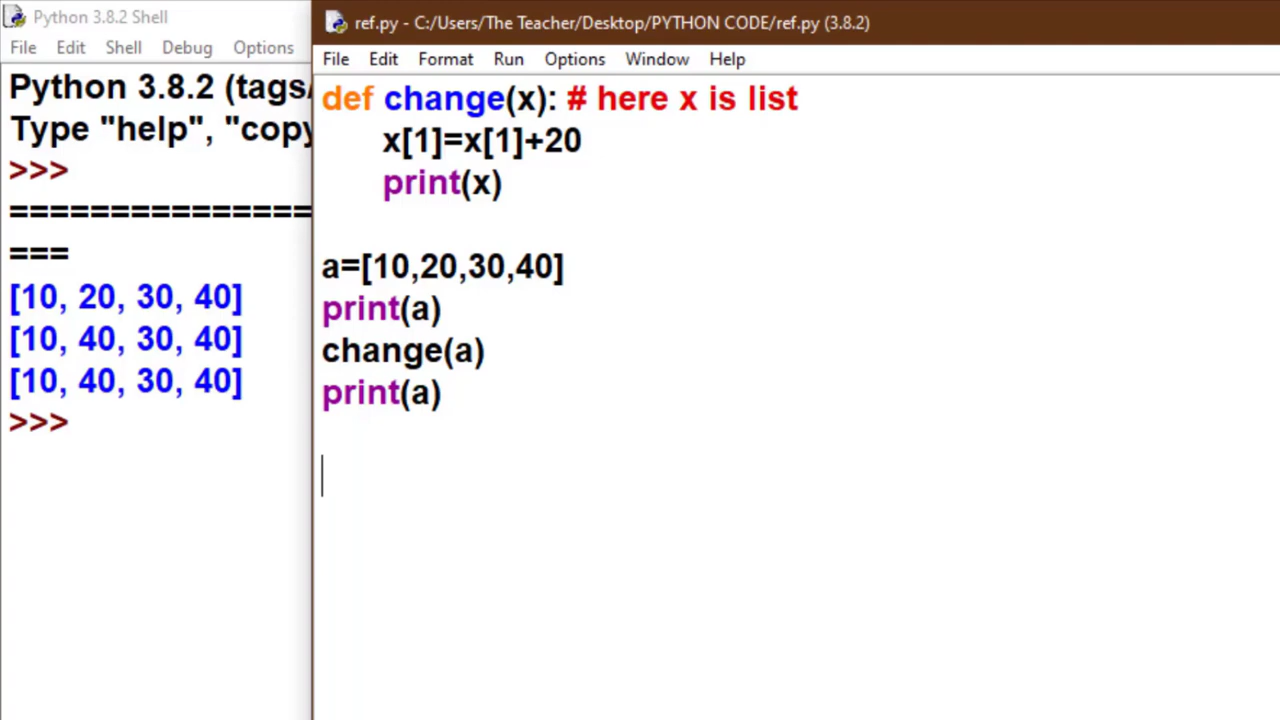 Python 3.8.2 Shell
File Edit Shell Debug Options
Python 3.8.2 (tags/
Type "help", "copy
>>>
===============
===
[10, 20, 30, 40]
[10, 40, 30, 40]
[10, 40, 30, 40]
>>>
ref.py - C:/Users/The Teacher/Desktop/PYTHON CODE/ref.py (3.8.2)
File Edit Format Run Options Window Help
def change(x): # here x is list
x[1]=x[1]+20
print(x)
a=[10,20,30,40]
print(a)
change(a)
print(a)